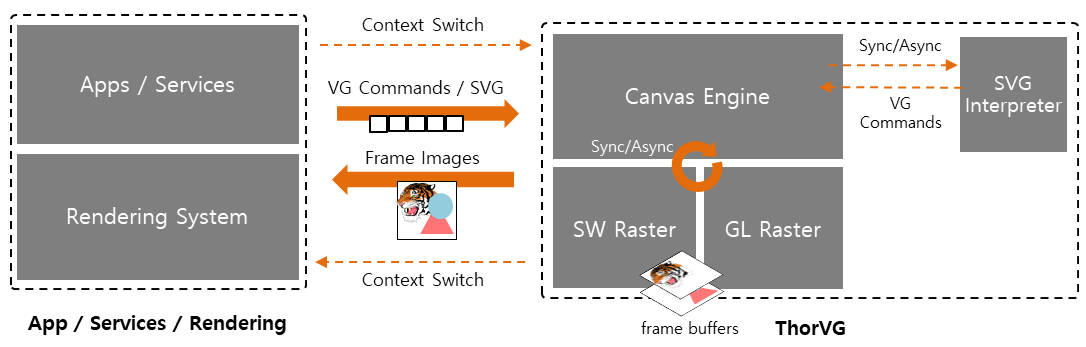 Context Switch
Apps / Services
VG Commands / SVG
Frame Images
Rendering System
Context Switch
App / Services / Rendering
Canvas Engine
Sync/Async
Sync/Async
VG
Commands
SVG
Interpreter
SW Raster
GL Raster
frame buffers
ThorVG